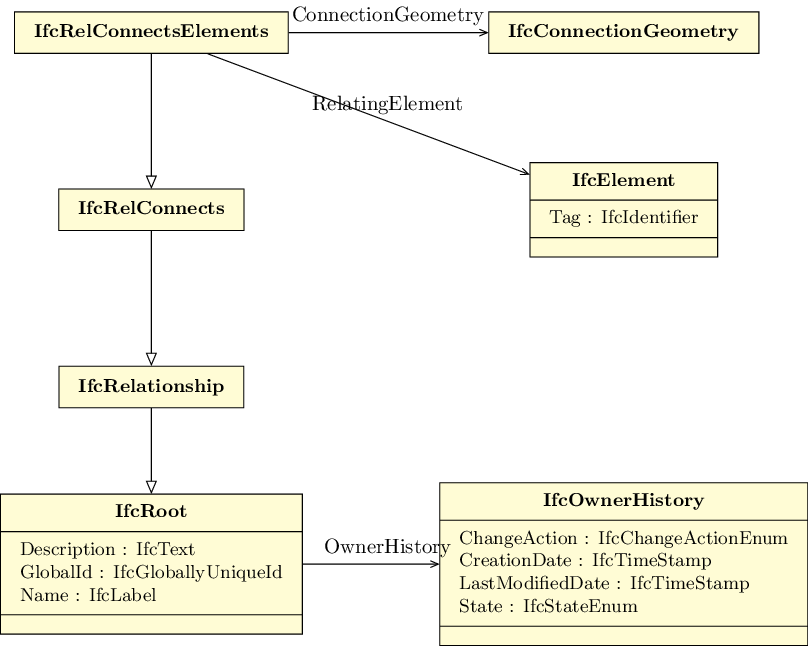 IfcRelConnectsElements
ConnectionGeometry
IfcConnectionGeometry
RelatingElement
IfcElement
Tag : IfcIdentifier
IfcRelConnects
IfcRelationship
IfcRoot
Description : IfcText
GlobalId : IfcGloballyUniqueId
Name : IfcLabel
OwnerHistory
IfcOwnerHistory
ChangeAction : IfcChangeActionEnum
CreationDate : IfcTimeStamp
LastModifiedDate : IfcTimeStamp
State : IfcStateEnum